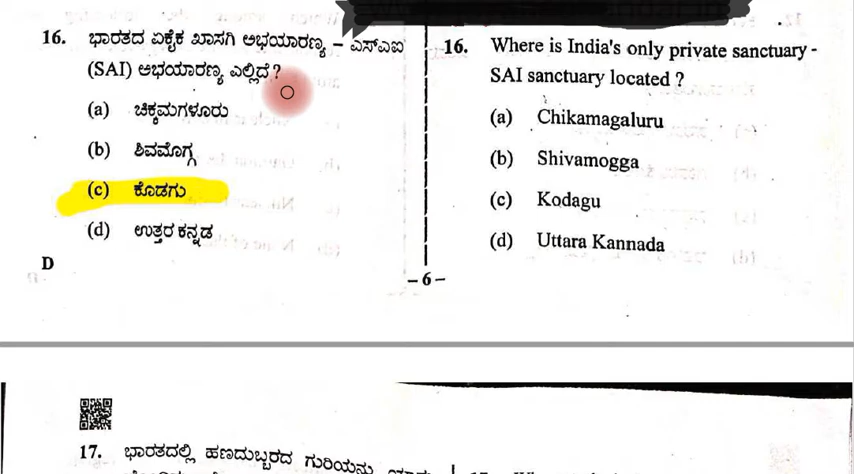 16. ಭಾರತದ ಏಕೈಕ ಖಾಸಗಿ ಅಭಯಾರಣ್ಯ – ಎಸ್‌ಎಐ
(SAI) ಅಭಯಾರಣ್ಯ ಎಲ್ಲಿದೆ?
(a) ಚಿಕ್ಕಮಗಳೂರು
(b) ಶಿವಮೊಗ್ಗ
(c) ಕೊಡಗು
(d) ಉತ್ತರ ಕನ್ನಡ
D
16. Where is India's only private sanctuary -
SAI sanctuary located ?
(a) Chikamagaluru
(b) Shivamogga
(c) Kodagu
(d) Uttara Kannada
– 6 –
17. ಭಾರತದಲ್ಲಿ ಹಣದುಬ್ಬರದ ಗುರಿಯನ್ನು